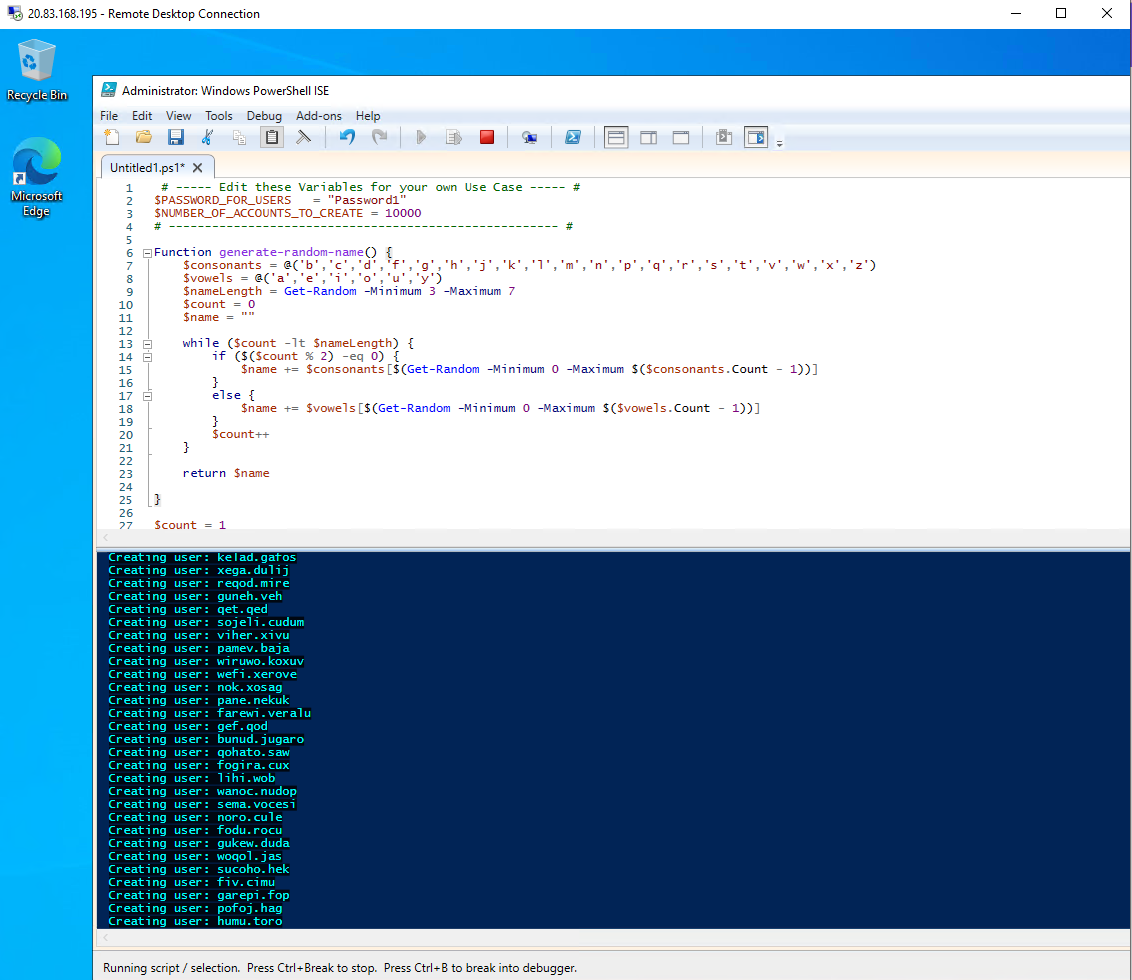 20.83.168.195 - Remote Desktop Connection
Recycle Bin
Microsoft
Edge
Administrator: Windows PowerShell ISE
File Edit View Tools Debug Add-ons Help
Untitled1.ps1* X
1 # ----- Edit these Variables for your own Use Case ----- #
2 $PASSWORD_FOR_USERS   = "Password1"
3 $NUMBER_OF_ACCOUNTS_TO_CREATE = 10000
4 # ------------------------------------------------------ #
5
6 Function generate-random-name() {
7     $consonants = @('b','c','d','f','g','h','j','k','l','m','n','p','q','r','s','t','v','w','x','z')
8     $vowels = @('a','e','i','o','u','y')
9     $nameLength = Get-Random -Minimum 3 -Maximum 7
10     $count = 0
11     $name = ""
12
13     while ($count -lt $nameLength) {
14         if ($($count % 2) -eq 0) {
15             $name += $consonants[$(Get-Random -Minimum 0 -Maximum $($consonants.Count - 1))]
16         }
17         else {
18             $name += $vowels[$(Get-Random -Minimum 0 -Maximum $($vowels.Count - 1))]
19         }
20         $count++
21     }
22
23     return $name
24
25 }
26
27 $count = 1
Creating user: kelad.gafos
Creating user: xega.dulij
Creating user: reqod.mire
Creating user: guneh.veh
Creating user: qet.qed
Creating user: sojeli.cudum
Creating user: viher.xivu
Creating user: pamev.baja
Creating user: wiruwo.koxuv
Creating user: wefi.xerove
Creating user: nok.xosag
Creating user: pane.nekuk
Creating user: farewi.veralu
Creating user: gef.qod
Creating user: bunud.jugaro
Creating user: qohato.saw
Creating user: fogira.cux
Creating user: lihi.wob
Creating user: wanoc.nudop
Creating user: sema.vocesi
Creating user: noro.cule
Creating user: fodu.rocu
Creating user: gukew.duda
Creating user: woqol.jas
Creating user: sucoho.hek
Creating user: fiv.cimu
Creating user: garepi.fop
Creating user: pofoj.hag
Creating user: humu.toro
Running script / selection.  Press Ctrl+Break to stop.  Press Ctrl+B to break into debugger.